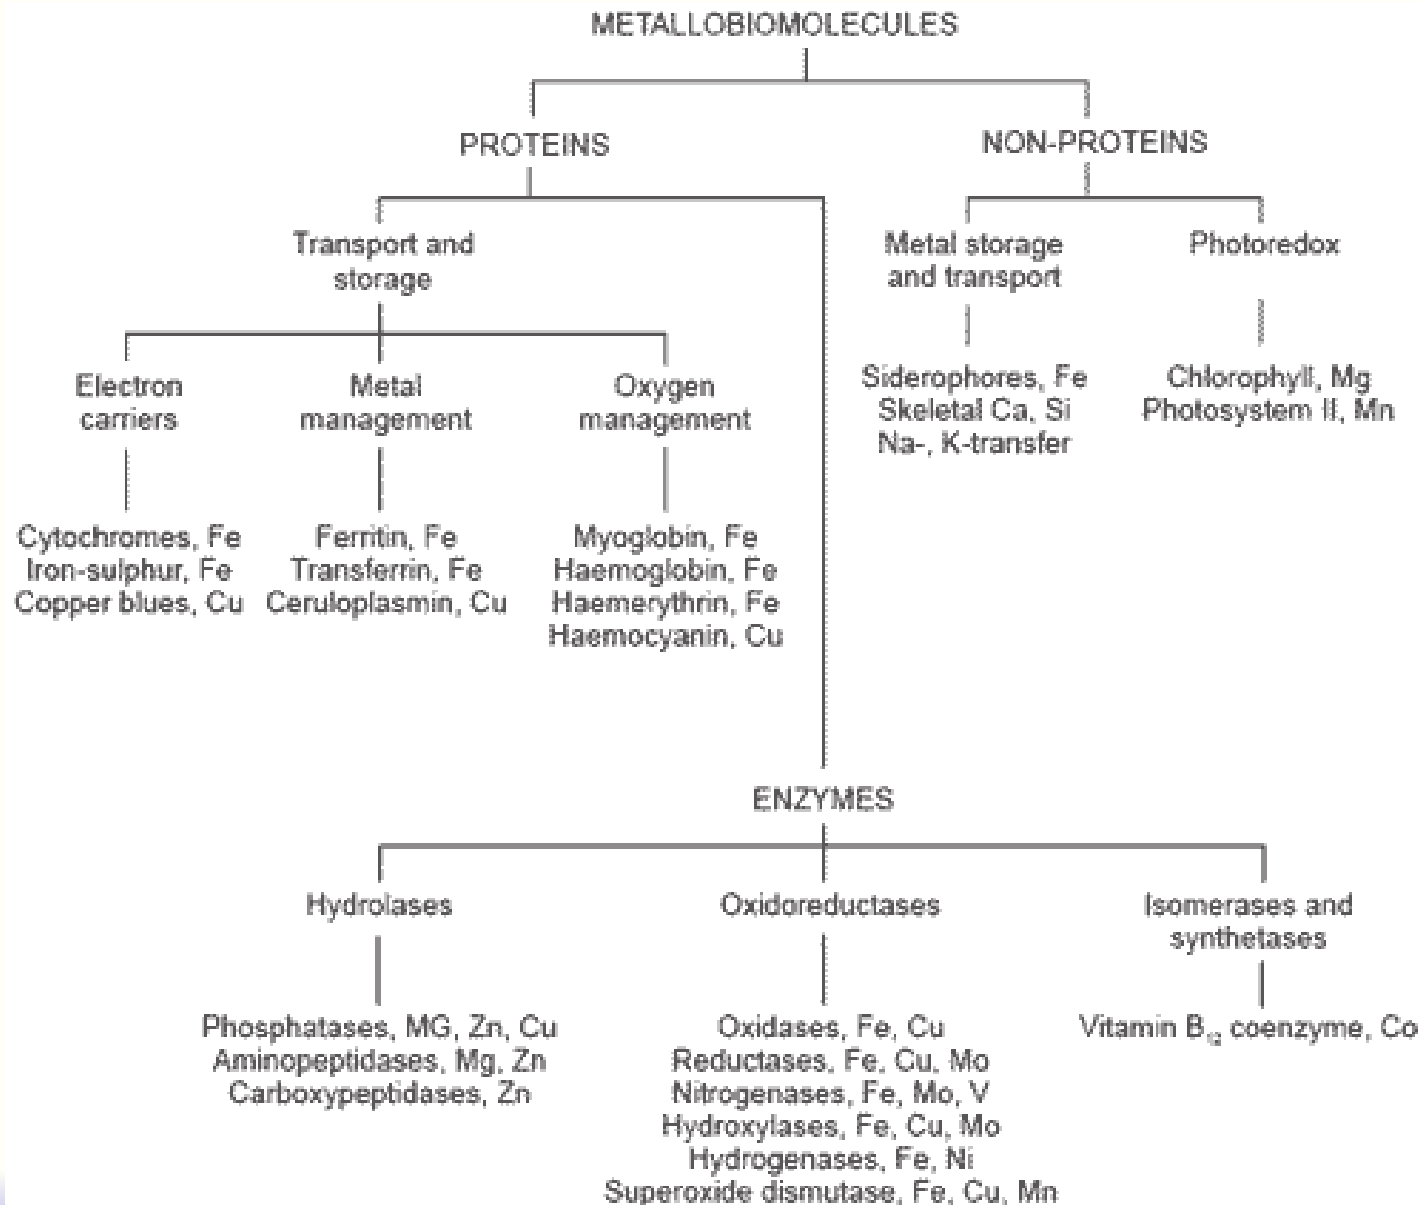 METALLOBIOMOLECULES
PROTEINS
NON-PROTEINS
Transport and
storage
Metal storage
and transport
Photoredox
Siderophores, Fe
Skeletal Ca, Si
Na-, K-transfer
Chlorophyll, Mg
Photosystem II, Mn
Electron
carriers
Metal
management
Oxygen
management
Cytochromes, Fe
Iron-sulphur, Fe
Copper blues, Cu
Ferritin, Fe
Transferrin, Fe
Ceruloplasmin, Cu
Myoglobin, Fe
Haemoglobin, Fe
Haemerythrin, Fe
Haemocyanin, Cu
ENZYMES
Hydrolases
Oxidoreductases
Isomerases and
synthetases
Phosphatases, MG, Zn, Cu
Aminopeptidases, Mg, Zn
Carboxypeptidases, Zn
Oxidases, Fe, Cu
Reductases, Fe, Cu, Mo
Nitrogenases, Fe, Mo, V
Hydroxylases, Fe, Cu, Mo
Hydrogenases, Fe, Ni
Superoxide dismutase, Fe, Cu, Mn
Vitamin B₁₂ coenzyme, Co